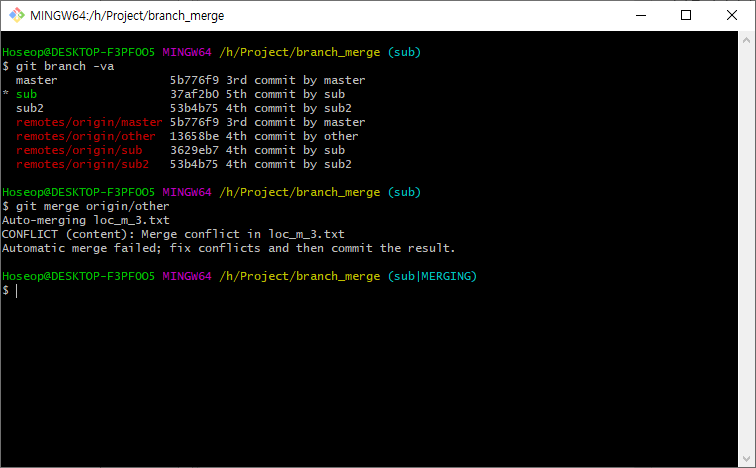 MINGW64:/h/Project/branch_merge
Hoseop@DESKTOP-F3PFOO5 MINGW64 /h/Project/branch_merge (sub)
$ git branch -va
master 5b776f9 3rd commit by master
* sub 37af2b0 5th commit by sub
sub2 53b4b75 4th commit by sub2
remotes/origin/master 5b776f9 3rd commit by master
remotes/origin/other 13658be 4th commit by other
remotes/origin/sub 3629eb7 4th commit by sub
remotes/origin/sub2 53b4b75 4th commit by sub2
Hoseop@DESKTOP-F3PFOO5 MINGW64 /h/Project/branch_merge (sub)
$ git merge origin/other
Auto-merging loc_m_3.txt
CONFLICT (content): Merge conflict in loc_m_3.txt
Automatic merge failed; fix conflicts and then commit the result.
Hoseop@DESKTOP-F3PFOO5 MINGW64 /h/Project/branch_merge (sub|MERGING)
$